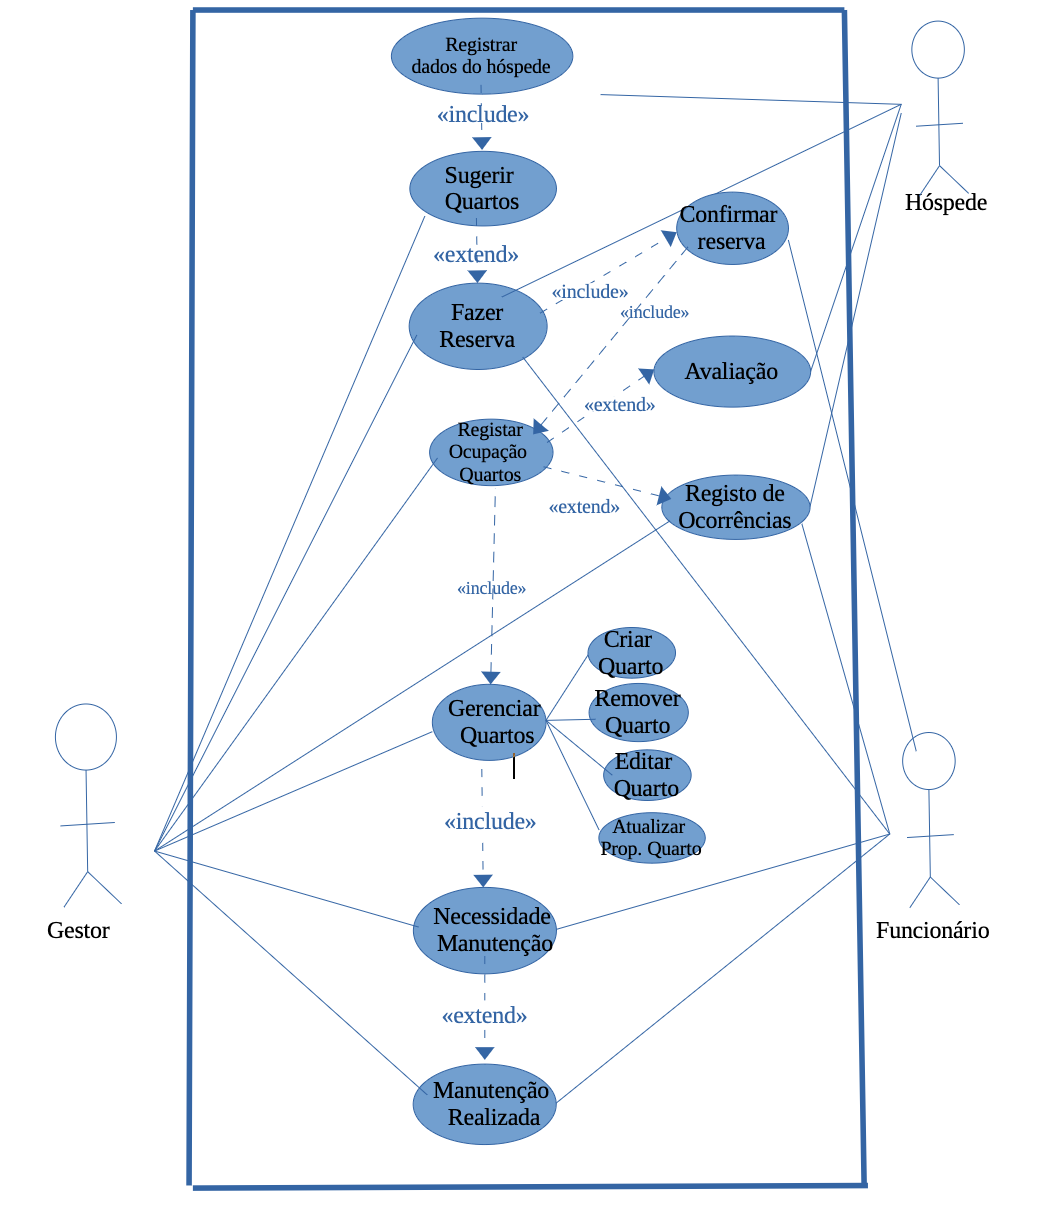 Registrar
dados do hóspede
«include»
Hóspede
Sugerir
Quartos
Confirmar
reserva
«extend»
«include»
«include»
Fazer
Reserva
Avaliação
«extend»
Registar
Ocupação
Quartos
Registo de
Ocorrências
«extend»
«include»
Criar
Quarto
Gerenciar
Quartos
Remover
Quarto
Editar
Quarto
«include»
Atualizar
Prop. Quarto
Necessidade
Manutenção
Gestor
Funcionário
«extend»
Manutenção
Realizada